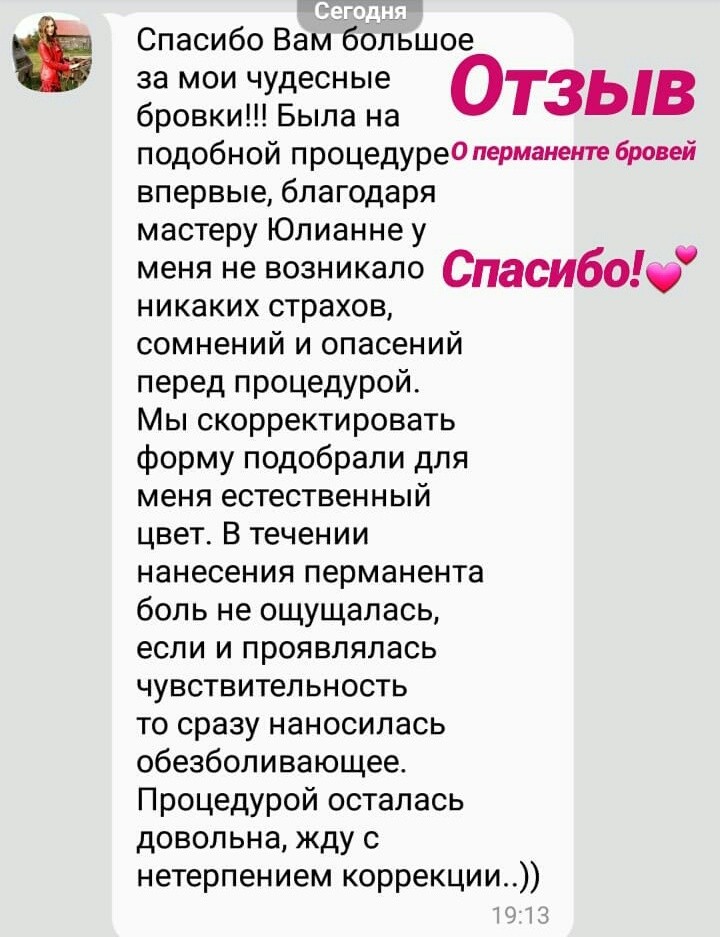 Сегодня
Спасибо Вам большое
за мои чудесные
бровки!!! Была на
подобной процедуре
впервые, благодаря
мастеру Юлианне у
меня не возникало
никаких страхов,
сомнений и опасений
перед процедурой.
Мы скорректировать
форму подобрали для
меня естественный
цвет. В течении
нанесения перманента
боль не ощущалась,
если и проявлялась
чувствительность
то сразу наносилась
обезболивающее.
Процедурой осталась
довольна, жду с
нетерпением коррекции..))
19:13
Отзыв
О перманенте бровей
Спасибо!💕